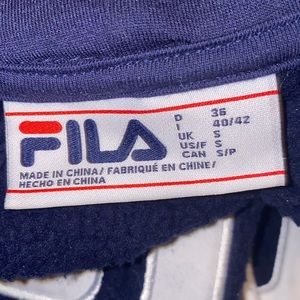 FILA
D 36
I 40/42
UK S
US/F S
CAN S/P
MADE IN CHINA/ FABRIQUÉ EN CHINE/
HECHO EN CHINA